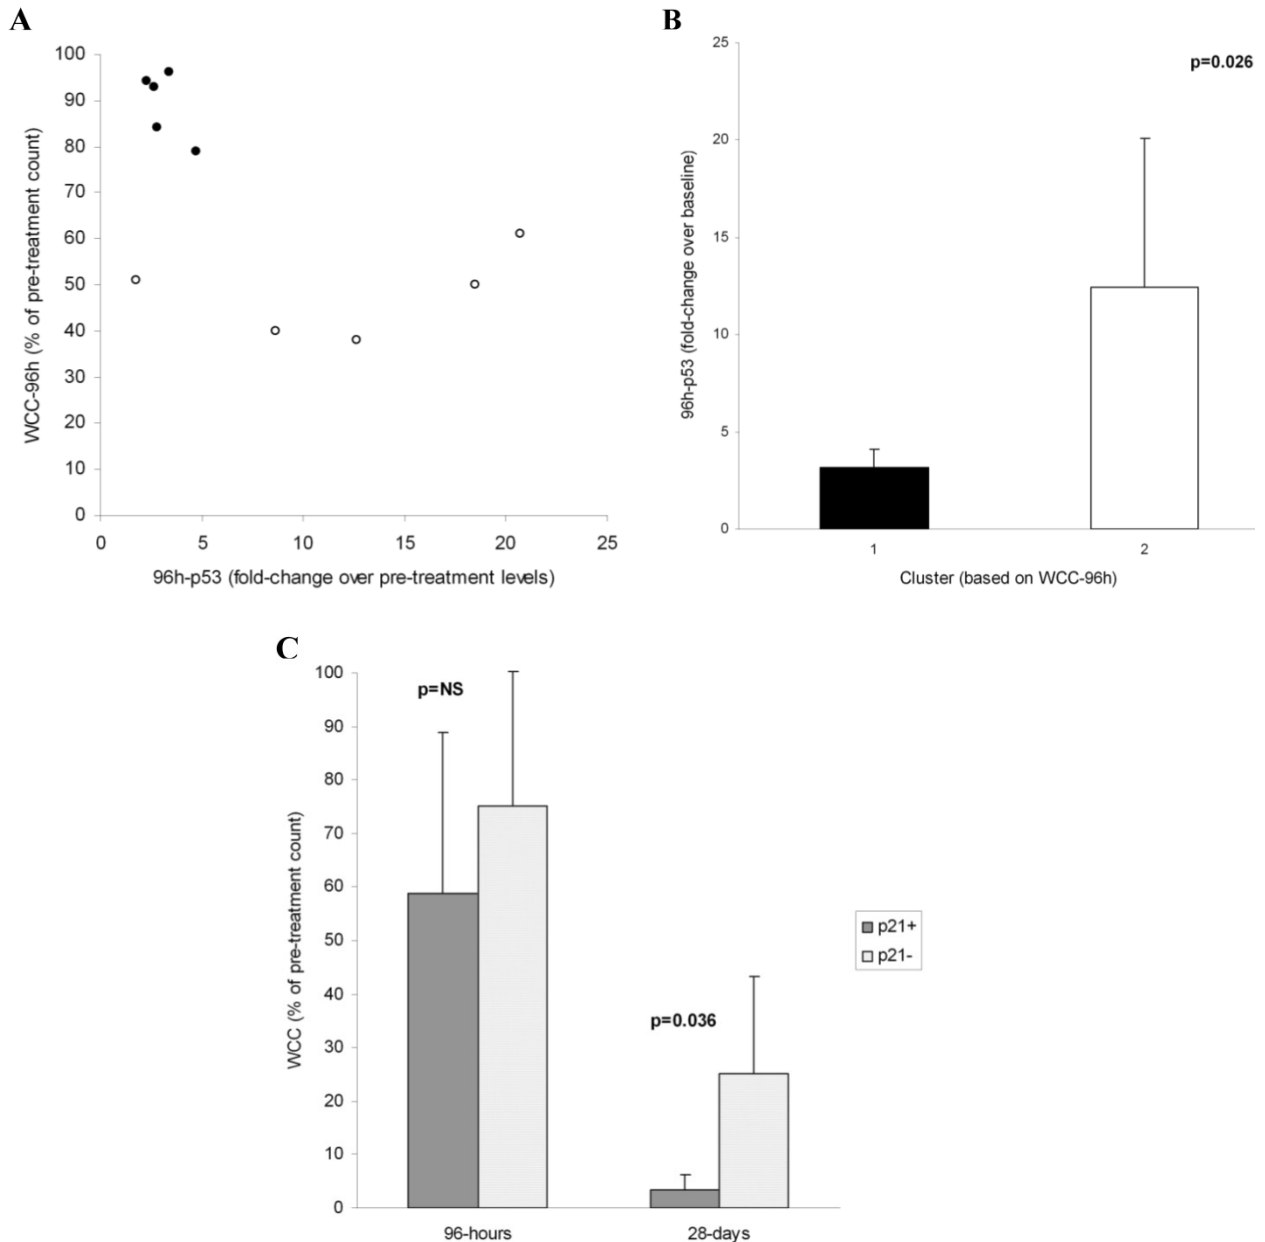 A
100
90
80
70
60
50
40
30
20
10
0
WCC-96h (% of pre-treatment count)
0 5 10 15 20 25
96h-p53 (fold-change over pre-treatment levels)
B
p=0.026
25
20
15
10
5
0
96h-p53 (fold-change over baseline)
1 2
Cluster (based on WCC-96h)
C
p=NS
p=0.036
100
90
80
70
60
50
40
30
20
10
0
WCC (% of pre-treatment count)
96-hours 28-days
p21+
p21-